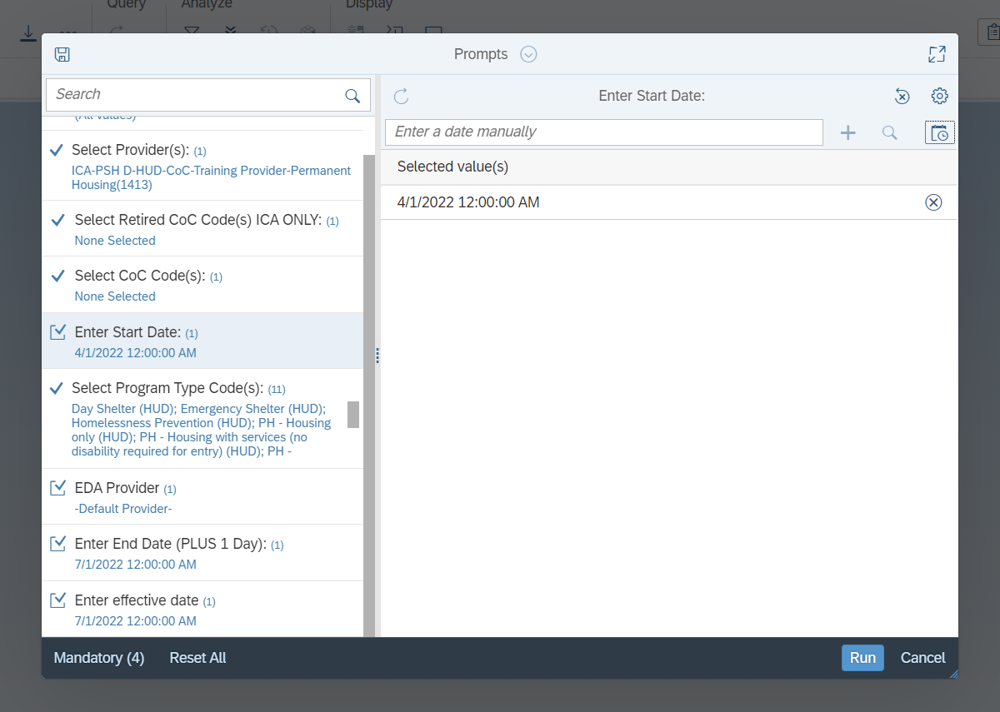 Query
Analyze
Display
Prompts
Search
Enter Start Date:
(All values)
Enter a date manually
Selected value(s)
4/1/2022 12:00:00 AM
Select Provider(s): (1)
ICA-PSH D-HUD-CoC-Training Provider-Permanent
Housing(1413)
Select Retired CoC Code(s) ICA ONLY: (1)
None Selected
Select CoC Code(s): (1)
None Selected
Enter Start Date: (1)
4/1/2022 12:00:00 AM
Select Program Type Code(s): (11)
Day Shelter (HUD); Emergency Shelter (HUD);
Homelessness Prevention (HUD); PH - Housing
only (HUD); PH - Housing with services (no
disability required for entry) (HUD); PH -
EDA Provider (1)
-Default Provider-
Enter End Date (PLUS 1 Day): (1)
7/1/2022 12:00:00 AM
Enter effective date (1)
7/1/2022 12:00:00 AM
Mandatory (4)
Reset All
Run
Cancel